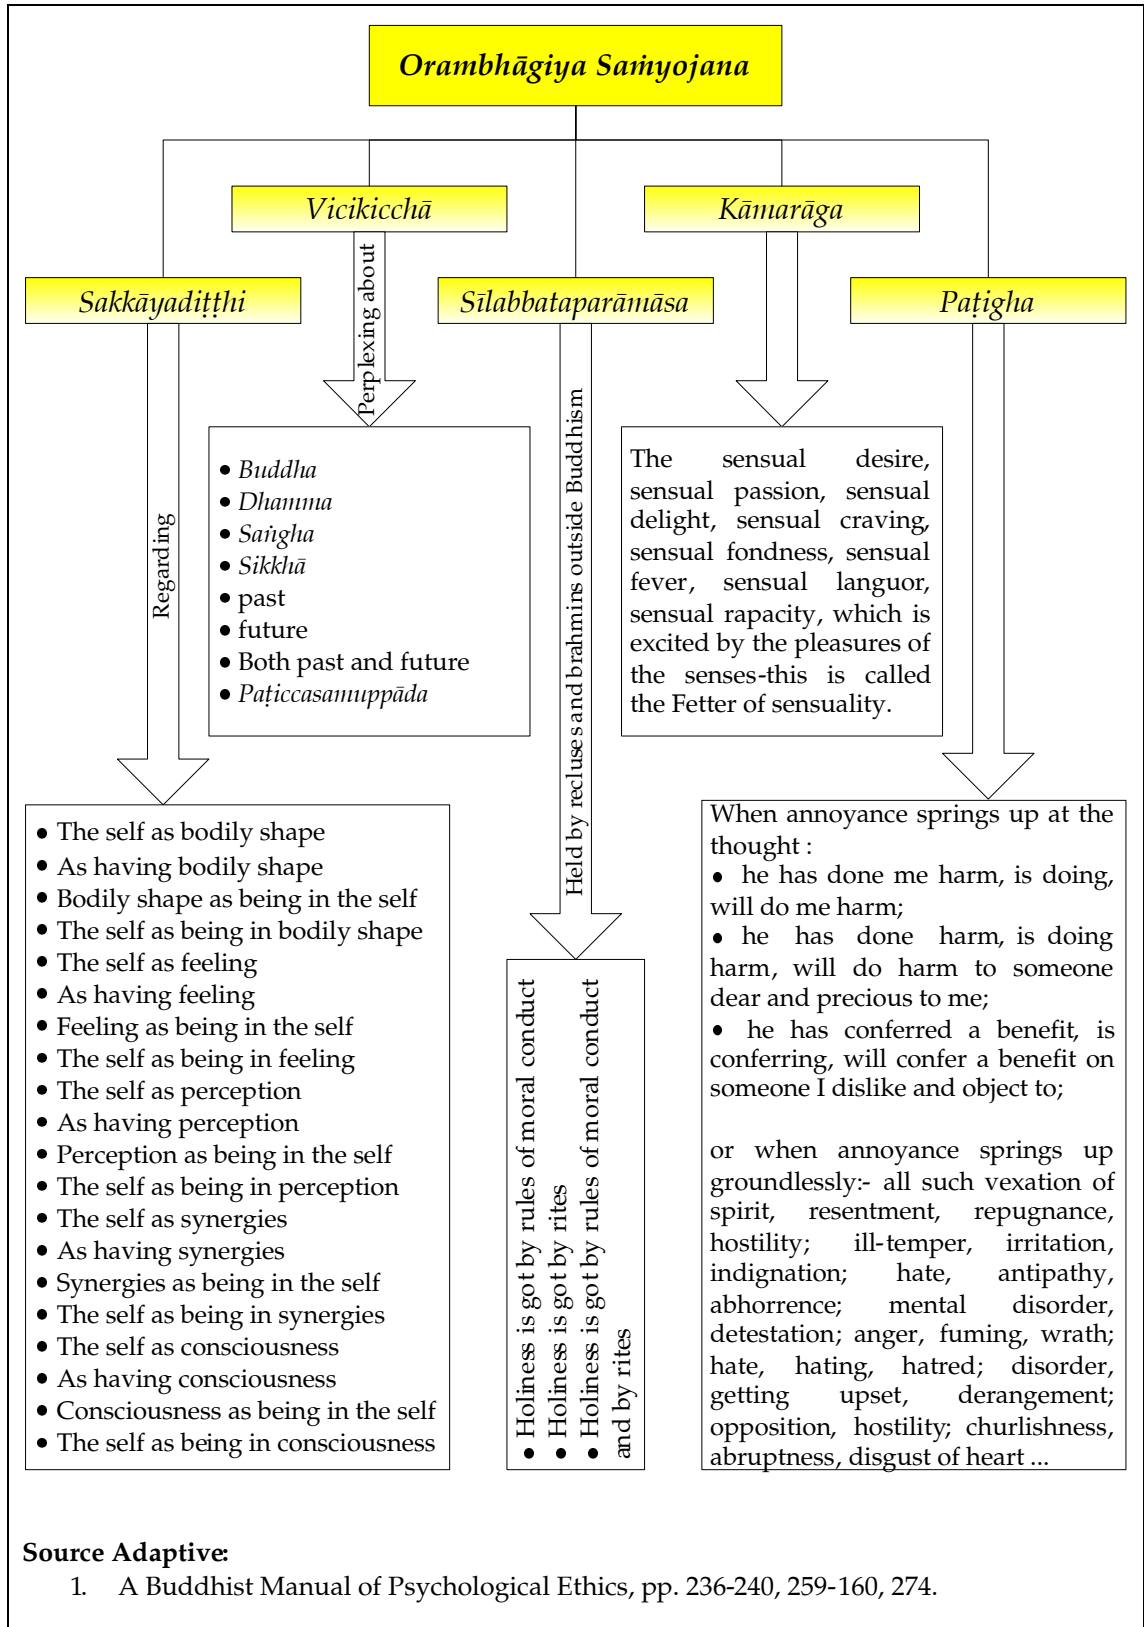 Orambhāgiya Saṁyojana
Vicikicchā
Kāmarāga
Sakkāyadiṭṭhi
Sīlabbataparāmāsa
Paṭigha
Regarding
Perplexing about
Held by recluses and brahmins outside Buddhism
• Buddha
• Dhamma
• Saṅgha
• Sikkhā
• past
• future
• Both past and future
• Paṭiccasamuppāda
The sensual desire,
sensual passion, sensual
delight, sensual craving,
sensual fondness, sensual
fever, sensual languor,
sensual rapacity, which is
excited by the pleasures of
the senses-this is called
the Fetter of sensuality.
• The self as bodily shape
• As having bodily shape
• Bodily shape as being in the self
• The self as being in bodily shape
• The self as feeling
• As having feeling
• Feeling as being in the self
• The self as being in feeling
• The self as perception
• As having perception
• Perception as being in the self
• The self as being in perception
• The self as synergies
• As having synergies
• Synergies as being in the self
• The self as being in synergies
• The self as consciousness
• As having consciousness
• Consciousness as being in the self
• The self as being in consciousness
• Holiness is got by rules of moral conduct
• Holiness is got by rites
• Holiness is got by rules of moral conduct
and by rites
When annoyance springs up at the
thought :
• he has done me harm, is doing,
will do me harm;
• he has done harm, is doing
harm, will do harm to someone
dear and precious to me;
• he has conferred a benefit, is
conferring, will confer a benefit on
someone I dislike and object to;
or when annoyance springs up
groundlessly:- all such vexation of
spirit, resentment, repugnance,
hostility; ill-temper, irritation,
indignation; hate, antipathy,
abhorrence; mental disorder,
detestation; anger, fuming, wrath;
hate, hating, hatred; disorder,
getting upset, derangement;
opposition, hostility; churlishness,
abruptness, disgust of heart ...
Source Adaptive:
1. A Buddhist Manual of Psychological Ethics, pp. 236-240, 259-160, 274.